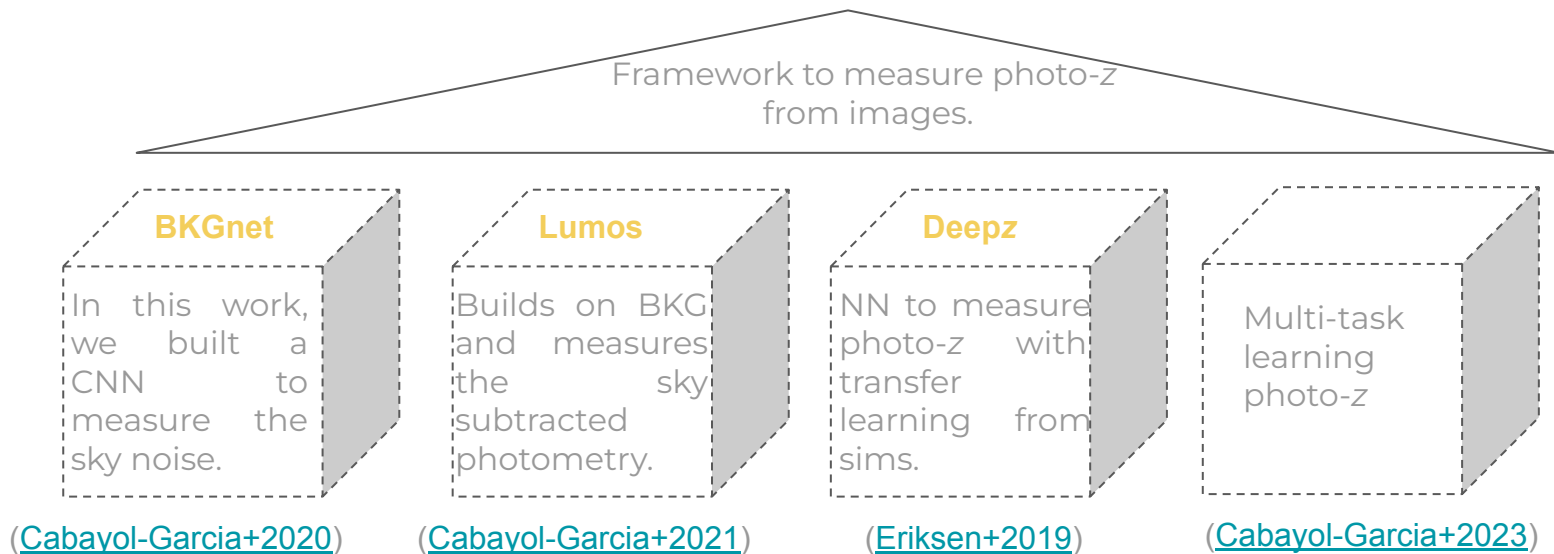 Framework to measure photo-z
from images.
BKGnet
In this work,
we built a
CNN to
measure the
sky noise.
(Cabayol-Garcia+2020)
Lumos
Builds on BKG
and measures
the sky
subtracted
photometry.
(Cabayol-Garcia+2021)
Deepz
NN to measure
photo-z with
transfer
learning from
sims.
(Eriksen+2019)
Multi-task
learning
photo-z
(Cabayol-Garcia+2023)